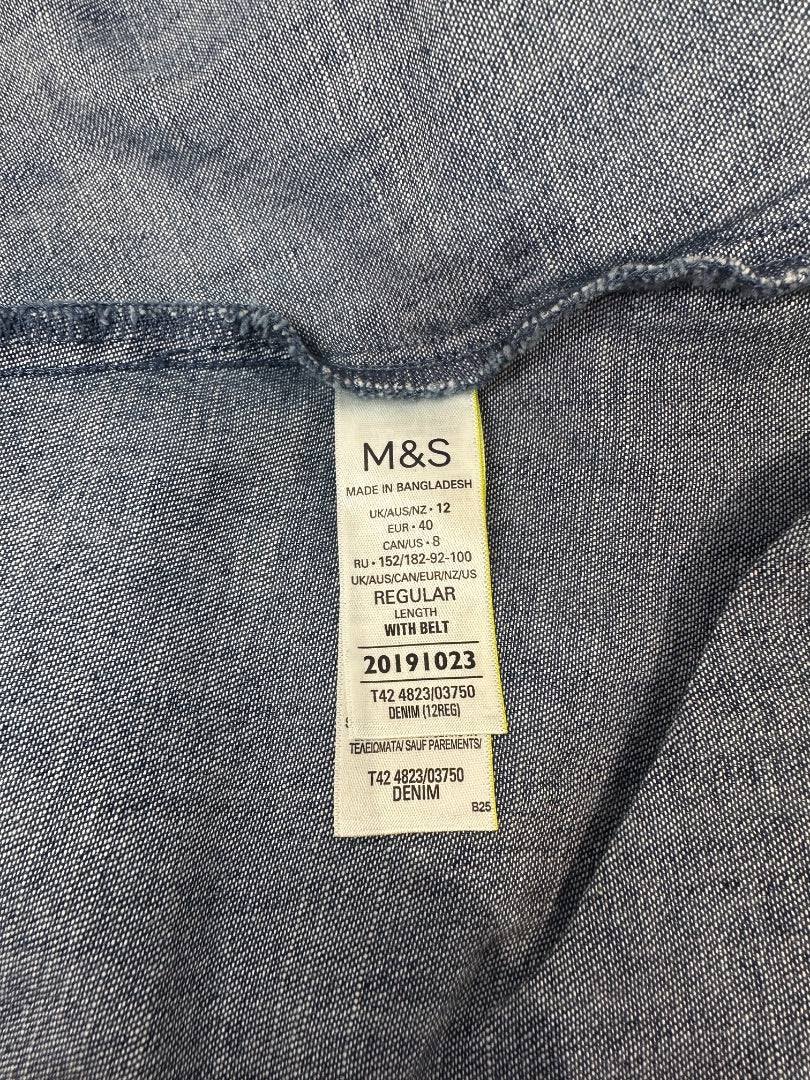 M&S
MADE IN BANGLADESH
UK/AUS/NZ • 12
EUR • 40
CAN/US • 8
RU • 152/182-92-100
UK/AUS/CAN/EUR/NZ/US
REGULAR
LENGTH
WITH BELT
20191023
T42 4823/03750
DENIM (12REG)
ΤΕΛΕΙΩΜΑΤΑ/ SAUF PAREMENTS/
T42 4823/03750
DENIM
B25